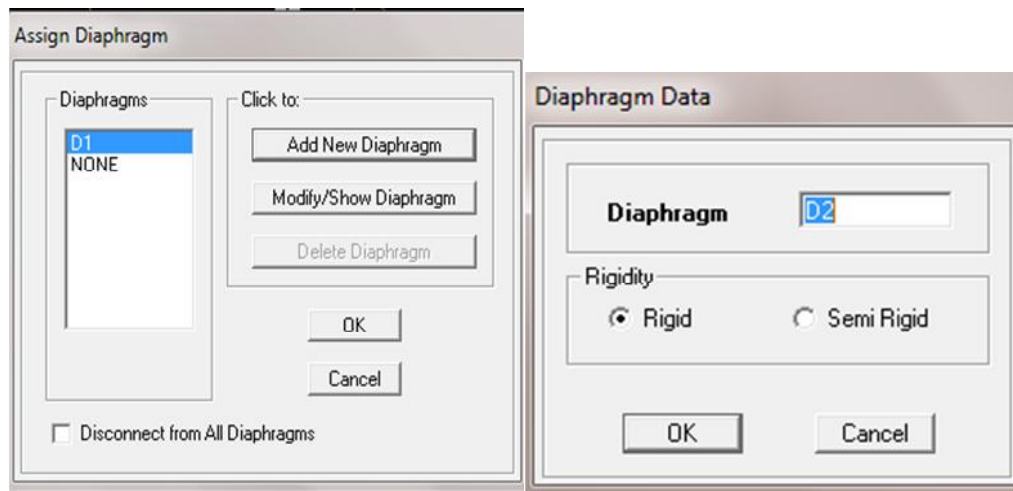 Assign Diaphragm
Diaphragms
D1
NONE
Click to:
Add New Diaphragm
Modify/Show Diaphragm
Delete Diaphragm
OK
Cancel
Disconnect from All Diaphragms
Diaphragm Data
Diaphragm D2
Rigidity
Rigid Semi Rigid
OK Cancel